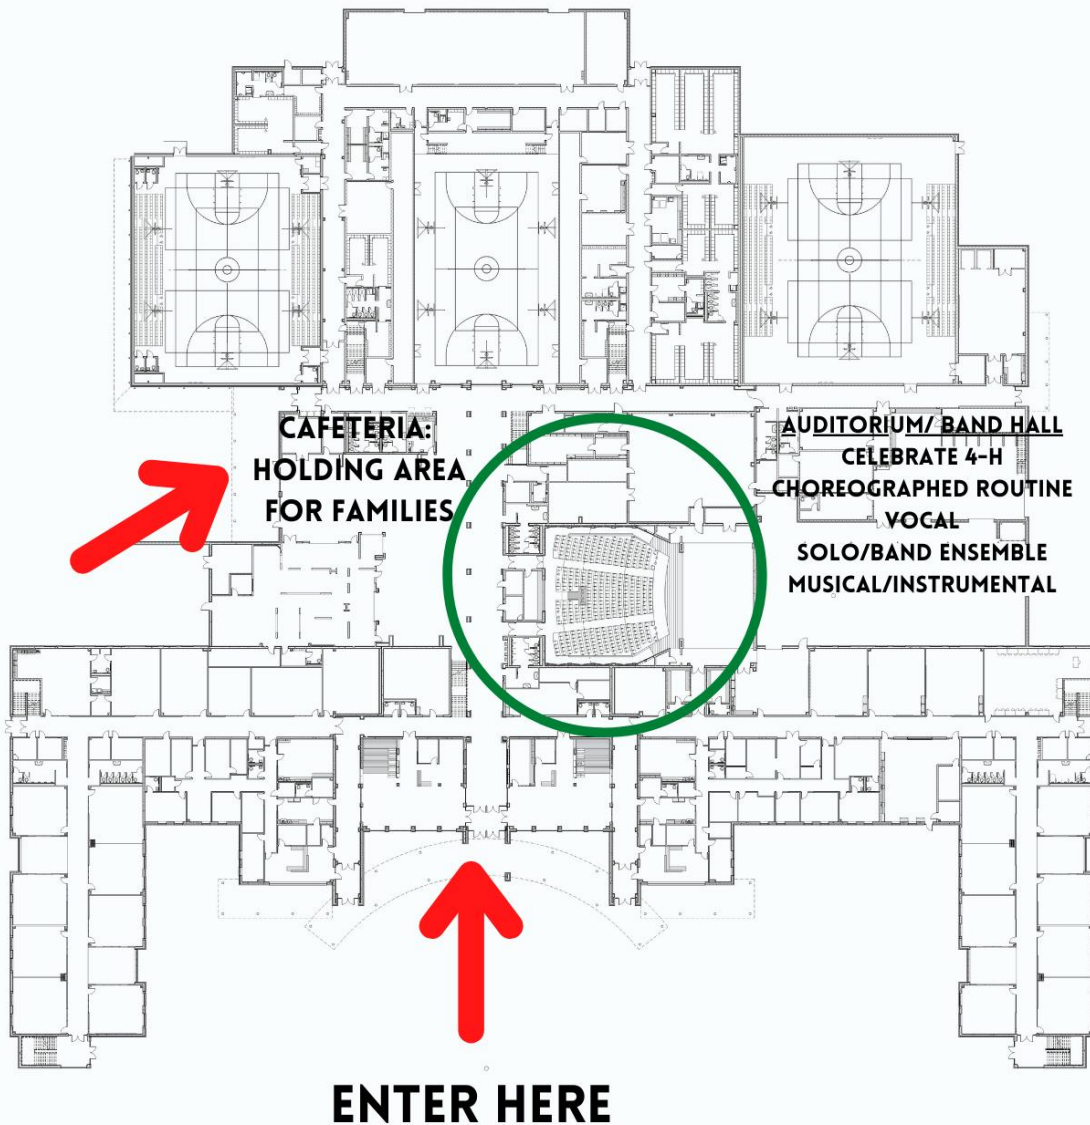 CAFETERIA:
HOLDING AREA
FOR FAMILIES
AUDITORIUM/ BAND HALL
CELEBRATE 4-H
CHOREOGRAPHED ROUTINE
VOCAL
SOLO/BAND ENSEMBLE
MUSICAL/INSTRUMENTAL
ENTER HERE